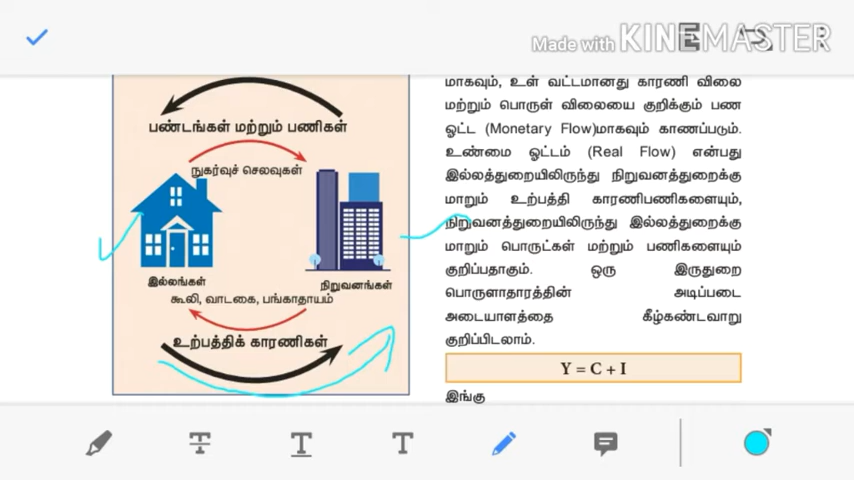 Made with KINEMASTER
பண்டங்கள் மற்றும் பணிகள்
நுகர்வுச் செலவுகள்
இல்லங்கள்
நிறுவனங்கள்
கூலி, வாடகை, பங்காதாயம்
உற்பத்திக் காரணிகள்
மாகவும், உள் வட்டமானது காரணி விலை
மற்றும் பொருள் விலையை குறிக்கும் பண
ஓட்ட (Monetary Flow)மாகவும் காணப்படும்.
உண்மை ஓட்டம் (Real Flow) என்பது
இல்லத்துறையிலிருந்து நிறுவனத்துறைக்கு
மாறும் உற்பத்தி காரணிபணிகளையும்,
நிறுவனத்துறையிலிருந்து இல்லத்துறைக்கு
மாறும் பொருட்கள் மற்றும் பணிகளையும்
குறிப்பதாகும். ஒரு இருதுறை
பொருளாதாரத்தின் அடிப்படை
அடையாளத்தை கீழ்கண்டவாறு
குறிப்பிடலாம்.
Y = C + I
இங்கு
T
T
T